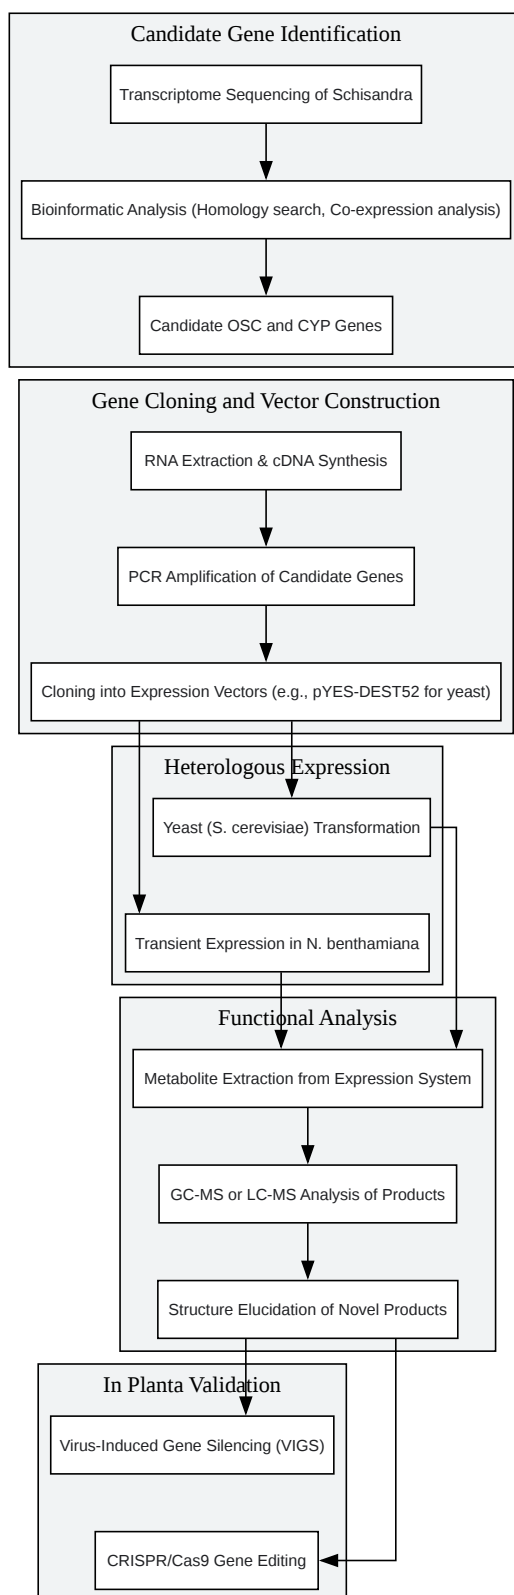 Candidate Gene Identification
Transcriptome Sequencing of Schisandra
Bioinformatic Analysis (Homology search, Co-expression analysis)
Candidate OSC and CYP Genes
Gene Cloning and Vector Construction
RNA Extraction & cDNA Synthesis
PCR Amplification of Candidate Genes
Cloning into Expression Vectors (e.g., pYES-DEST52 for yeast)
Heterologous Expression
Yeast (S. cerevisiae) Transformation
Transient Expression in N. benthamiana
Functional Analysis
Metabolite Extraction from Expression System
GC-MS or LC-MS Analysis of Products
Structure Elucidation of Novel Products
In Planta Validation
Virus-Induced Gene Silencing (VIGS)
CRISPR/Cas9 Gene Editing